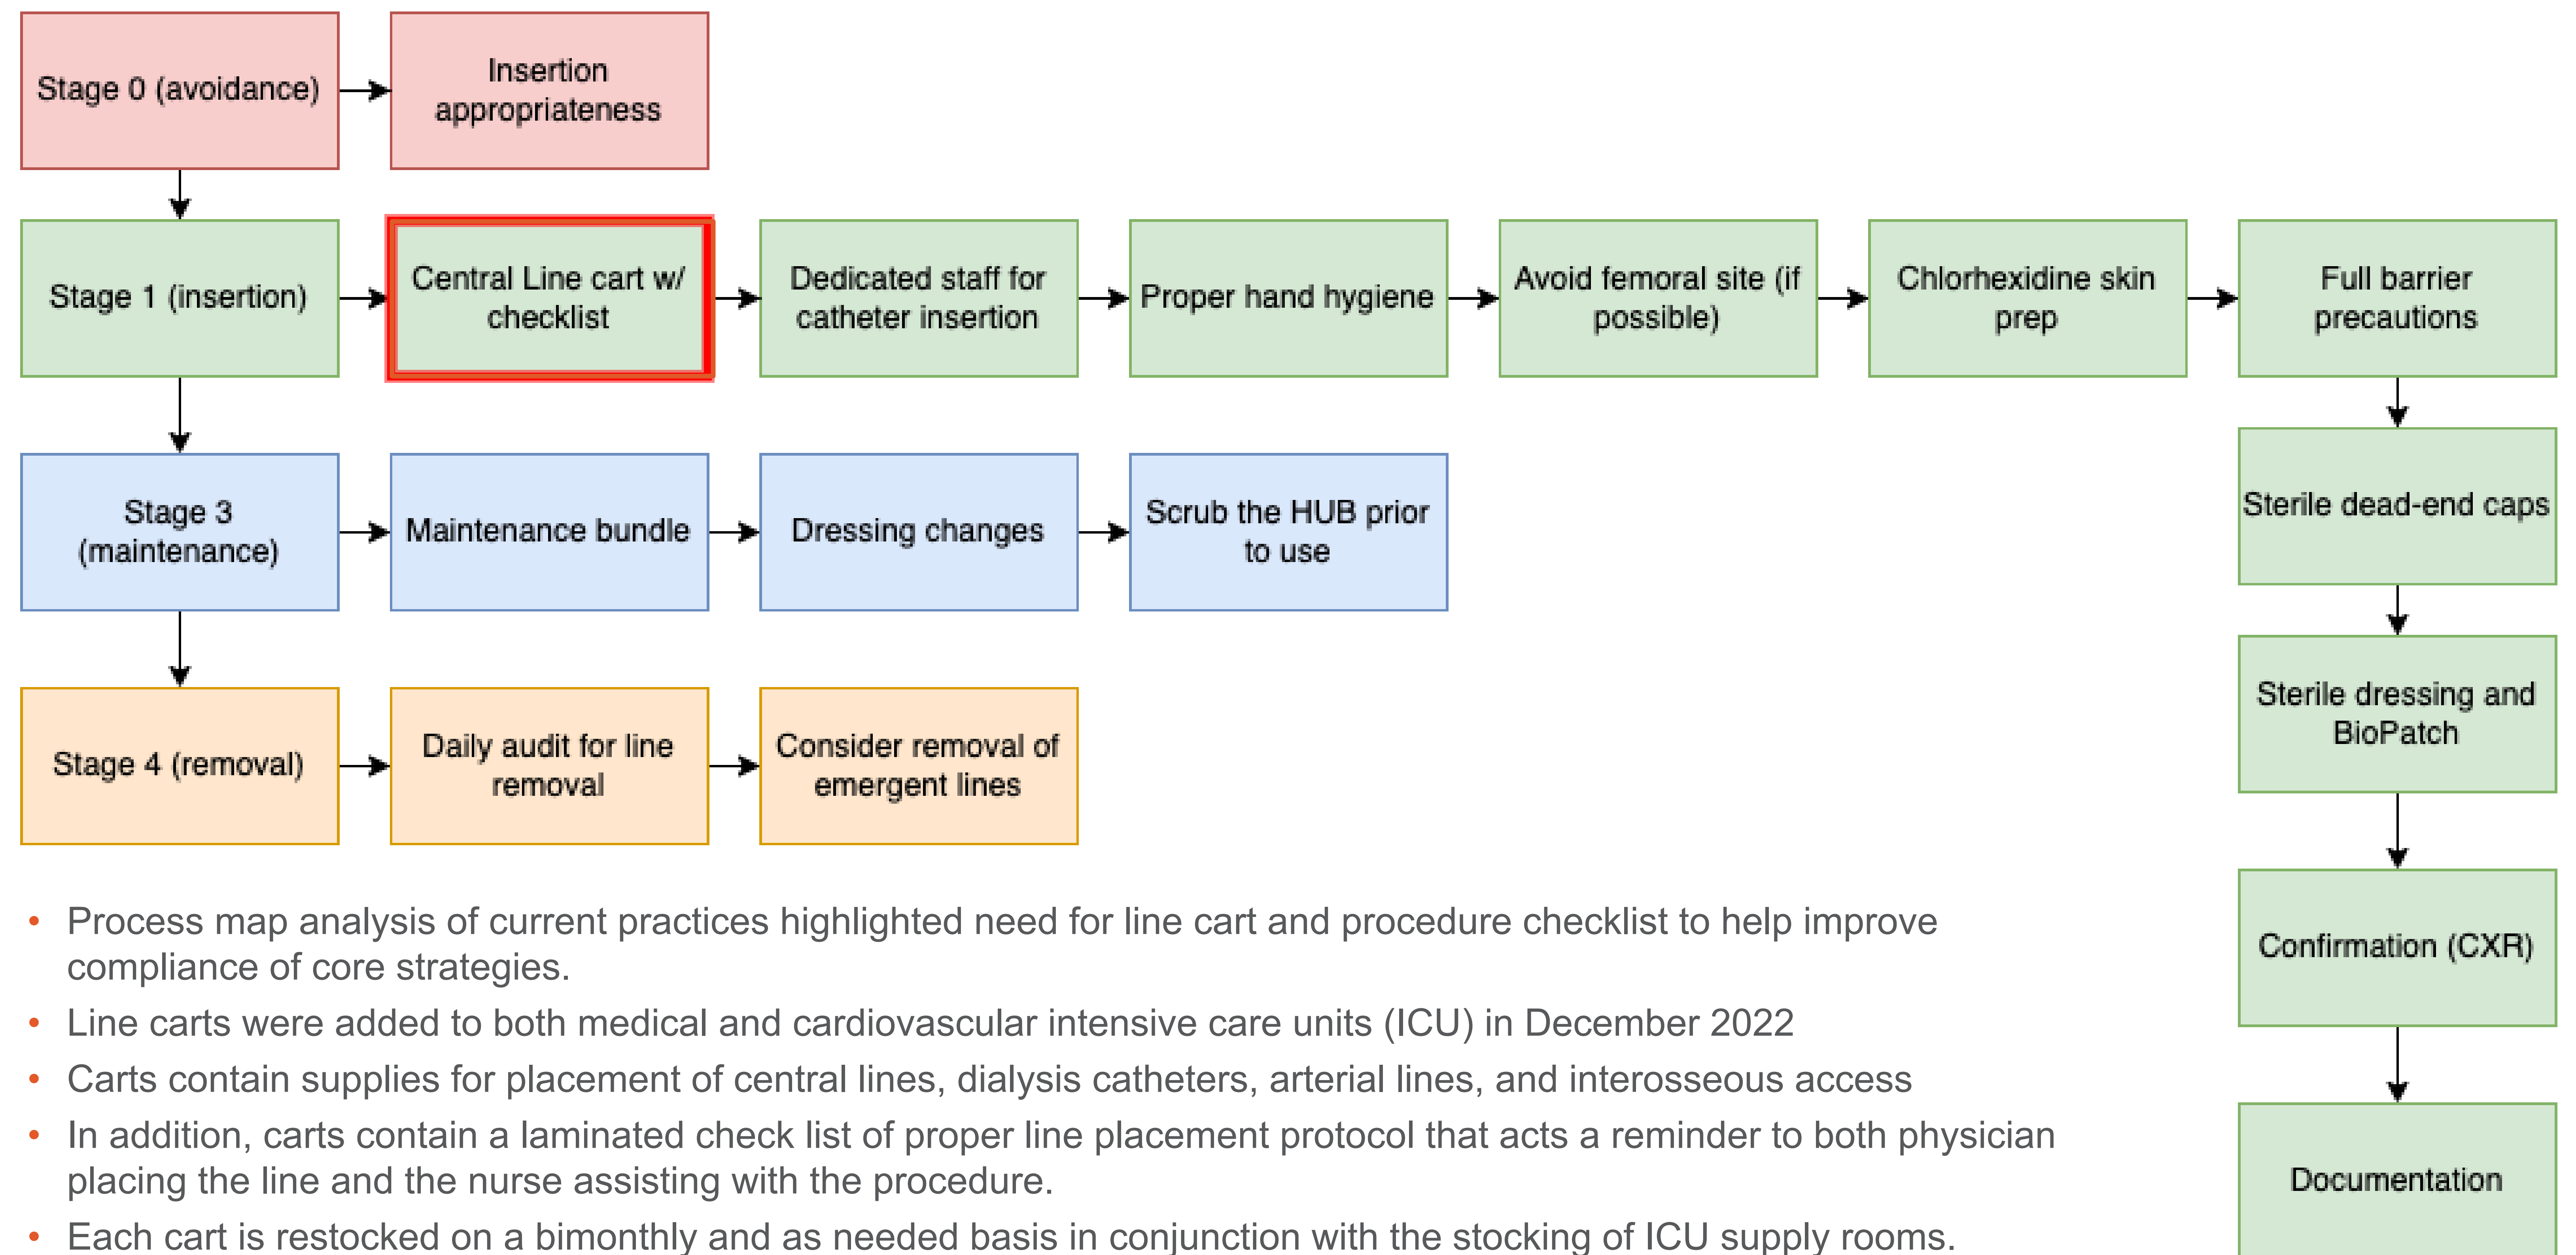 Stage 0 (avoidance)
Insertion
appropriateness
Stage 1 (insertion)
Central Line cart w/
checklist
Dedicated staff for
catheter insertion
Proper hand hygiene
Avoid femoral site (if
possible)
Chlorhexidine skin
prep
Full barrier
precautions
Sterile dead-end caps
Sterile dressing and
BioPatch
Confirmation (CXR)
Documentation
Stage 3
(maintenance)
Maintenance bundle
Dressing changes
Scrub the HUB prior
to use
Stage 4 (removal)
Daily audit for line
removal
Consider removal of
emergent lines
• Process map analysis of current practices highlighted need for line cart and procedure checklist to help improve
compliance of core strategies.
• Line carts were added to both medical and cardiovascular intensive care units (ICU) in December 2022
• Carts contain supplies for placement of central lines, dialysis catheters, arterial lines, and interosseous access
• In addition, carts contain a laminated check list of proper line placement protocol that acts a reminder to both physician
placing the line and the nurse assisting with the procedure.
• Each cart is restocked on a bimonthly and as needed basis in conjunction with the stocking of ICU supply rooms.